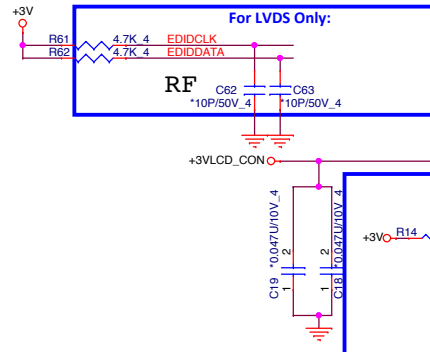 +3V
For LVDS Only:
R61 4.7K_4 EDIDCLK
R62 4.7K_4 EDIDDATA
RF
C62 C63
*10P/50V_4 *10P/50V_4
+3VLCD_CON
*0.047U/10V_4
*0.047U/10V_4
2 2
1 1
C19 C18
+3V R14